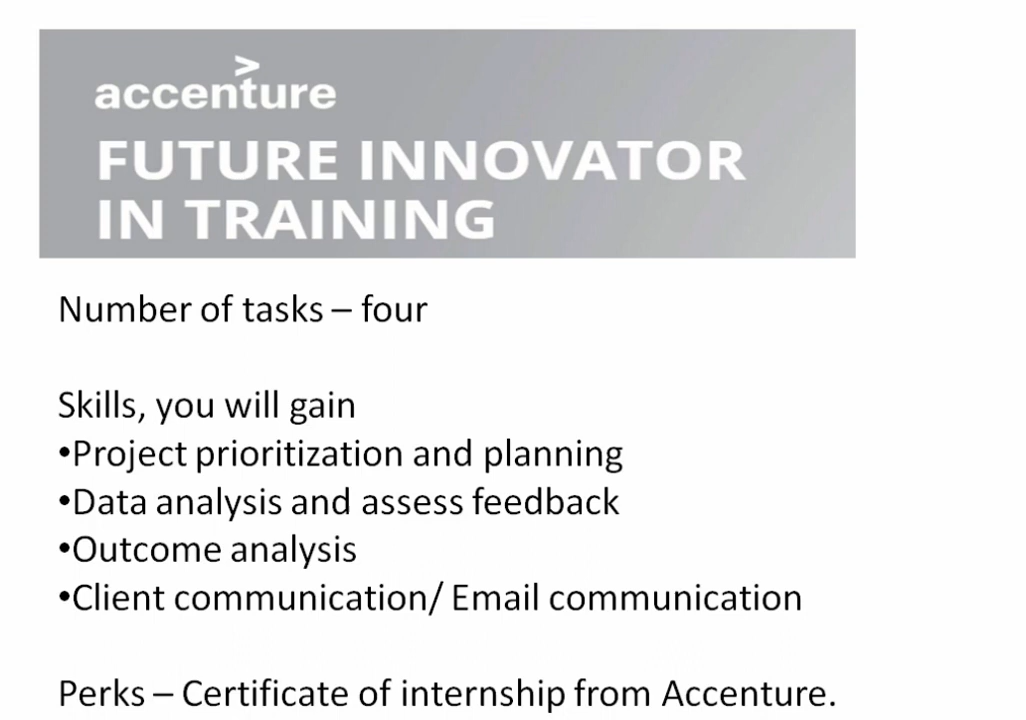 accenture
FUTURE INNOVATOR
IN TRAINING
Number of tasks – four
Skills, you will gain
•Project prioritization and planning
•Data analysis and assess feedback
•Outcome analysis
•Client communication/ Email communication
Perks – Certificate of internship from Accenture.